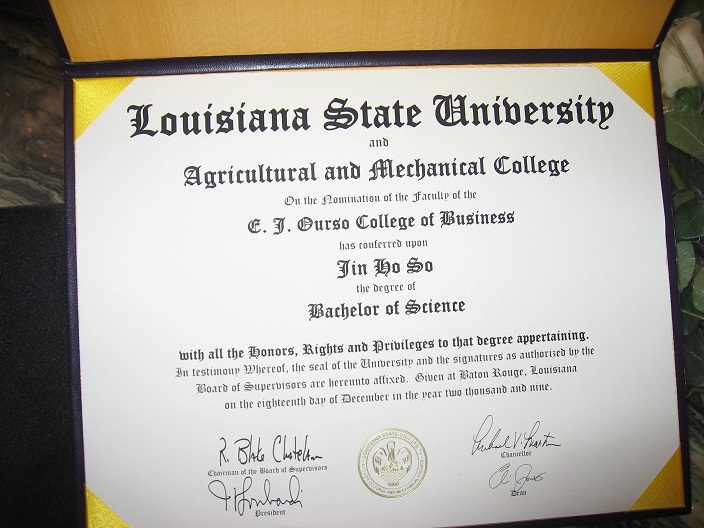 Louisiana State University
and
Agricultural and Mechanical College
On the Nomination of the Faculty of the
E. J. Ourso College of Business
has conferred upon
Jin Ho So
the degree of
Bachelor of Science
with all the Honors, Rights and Privileges to that degree appertaining.
In testimony Whereof, the seal of the University and the signatures as authorized by the
Board of Supervisors are hereunto affixed. Given at Baton Rouge, Louisiana
on the eighteenth day of December in the year two thousand and nine.
R. Blake Chatelain
Chairman of the Board of Supervisors
President
Chancellor
Dean